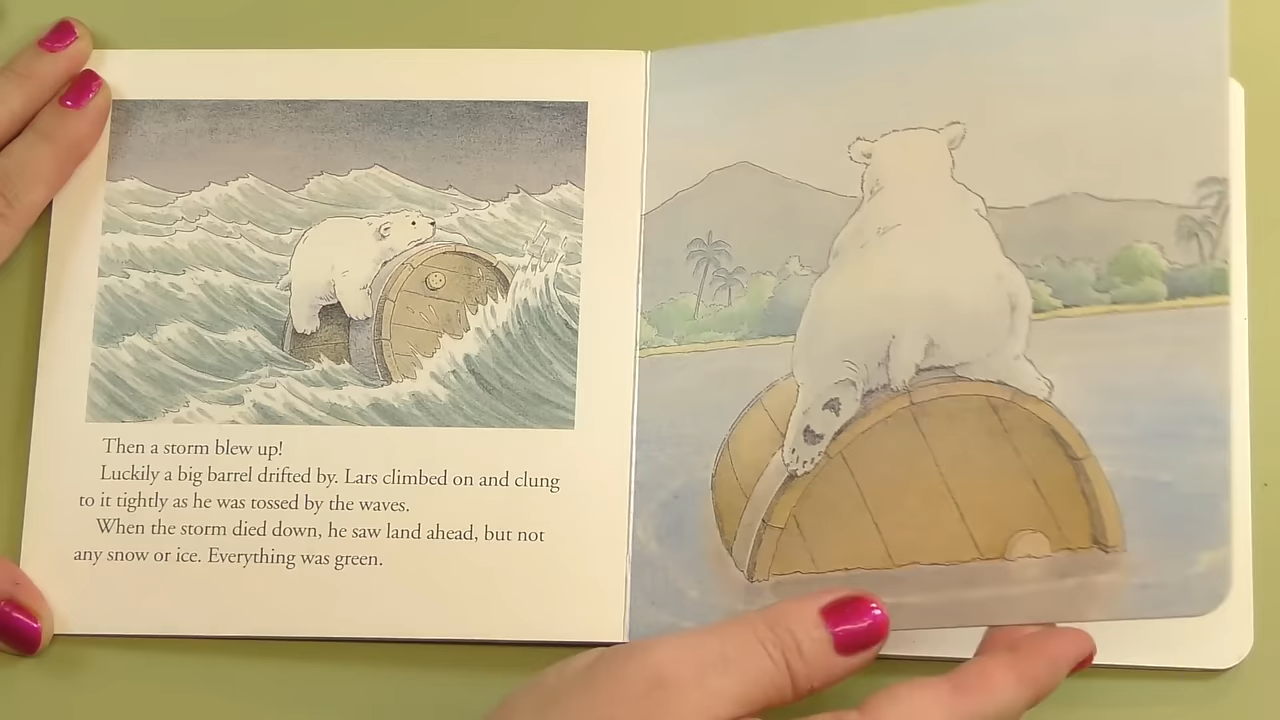 Then a storm blew up!
Luckily a big barrel drifted by. Lars climbed on and clung
to it tightly as he was tossed by the waves.
When the storm died down, he saw land ahead, but not
any snow or ice. Everything was green.